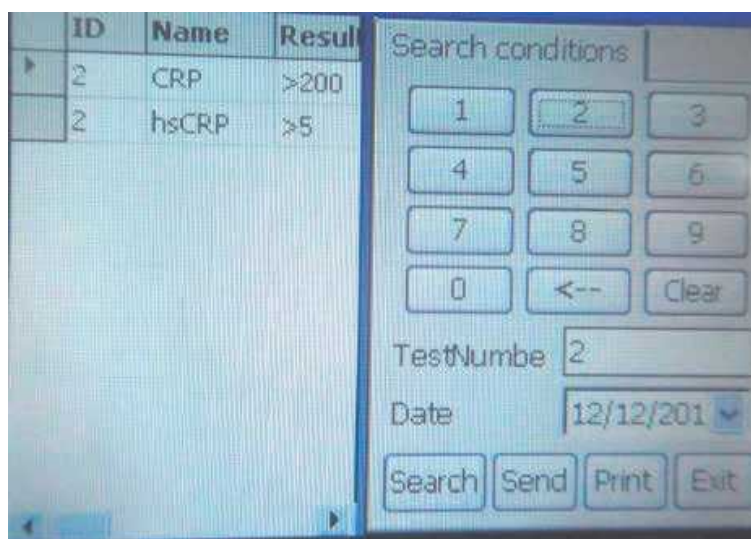 ID Name Resul
2 CRP >200
2 hsCRP >5
Search conditions
1 2 3
4 5 6
7 8 9
0 <-- Clear
TestNumbe 2
Date 12/12/201
Search Send Print Exit